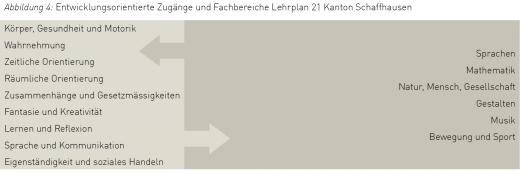 Abbildung 4: Entwicklungsorientierte Zugänge und Fachbereiche Lehrplan 21 Kanton Schaffhausen
Körper, Gesundheit und Motorik
Wahrnehmung
Zeitliche Orientierung
Räumliche Orientierung
Zusammenhänge und Gesetzmässigkeiten
Fantasie und Kreativität
Lernen und Reflexion
Sprache und Kommunikation
Eigenständigkeit und soziales Handeln
Sprachen
Mathematik
Natur, Mensch, Gesellschaft
Gestalten
Musik
Bewegung und Sport